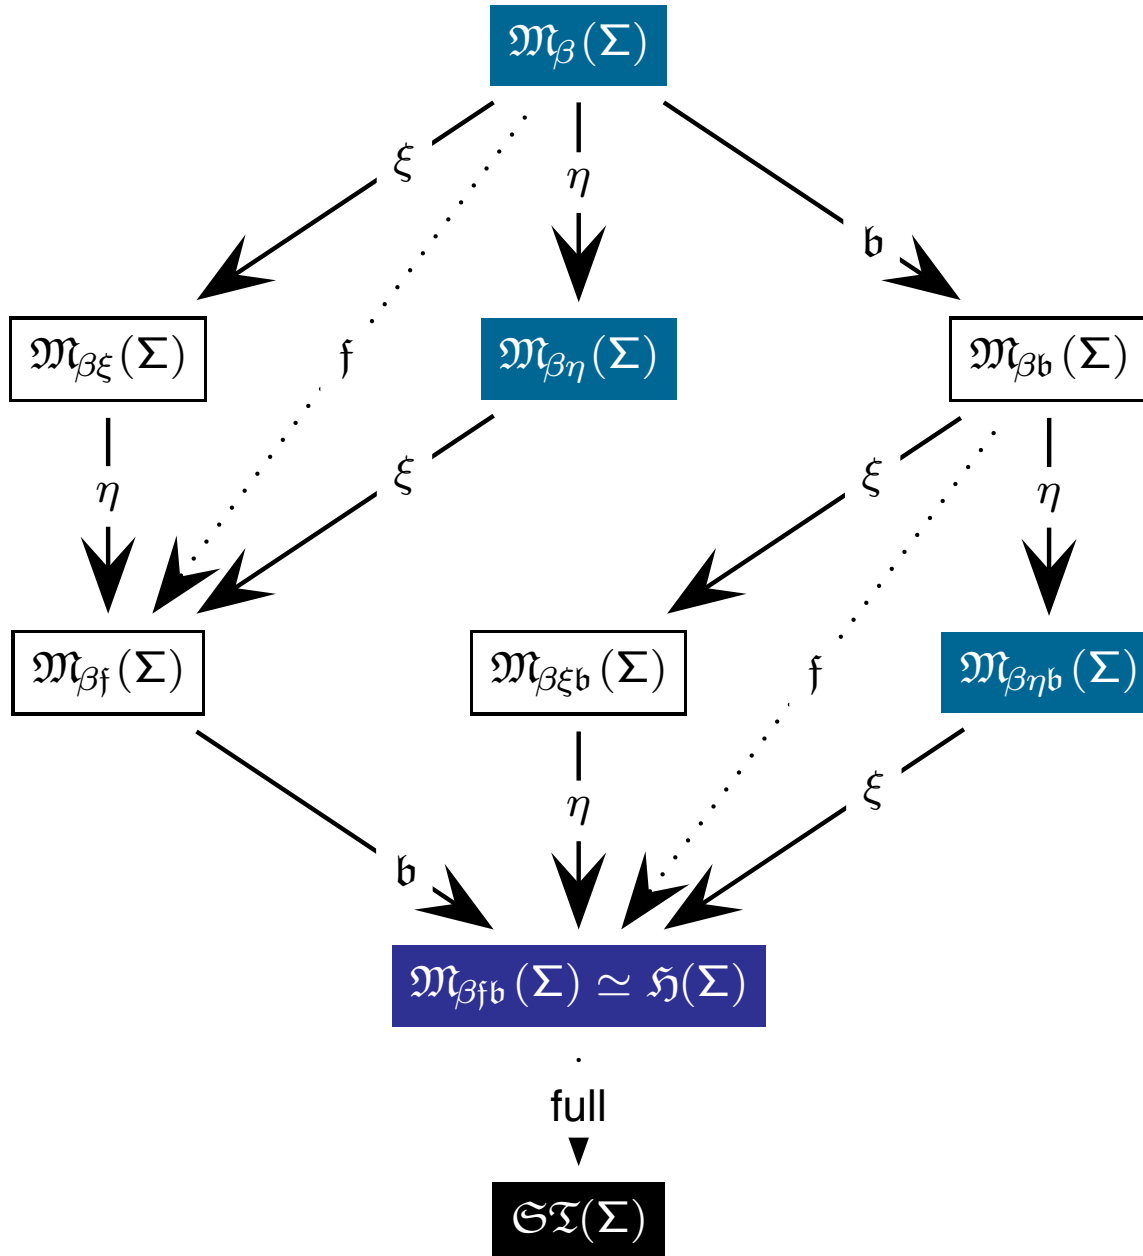 𝔐β(Σ)
ξ
η
𝔟
𝔐βξ(Σ)
𝔣
𝔐βη(Σ)
𝔐β𝔟(Σ)
η
ξ
ξ
η
𝔐β𝔣(Σ)
𝔐βξ𝔟(Σ)
𝔣
𝔐βη𝔟(Σ)
𝔟
η
ξ
𝔐β𝔣𝔟(Σ) ≃ ℌ(Σ)
full
𝔖𝔗(Σ)